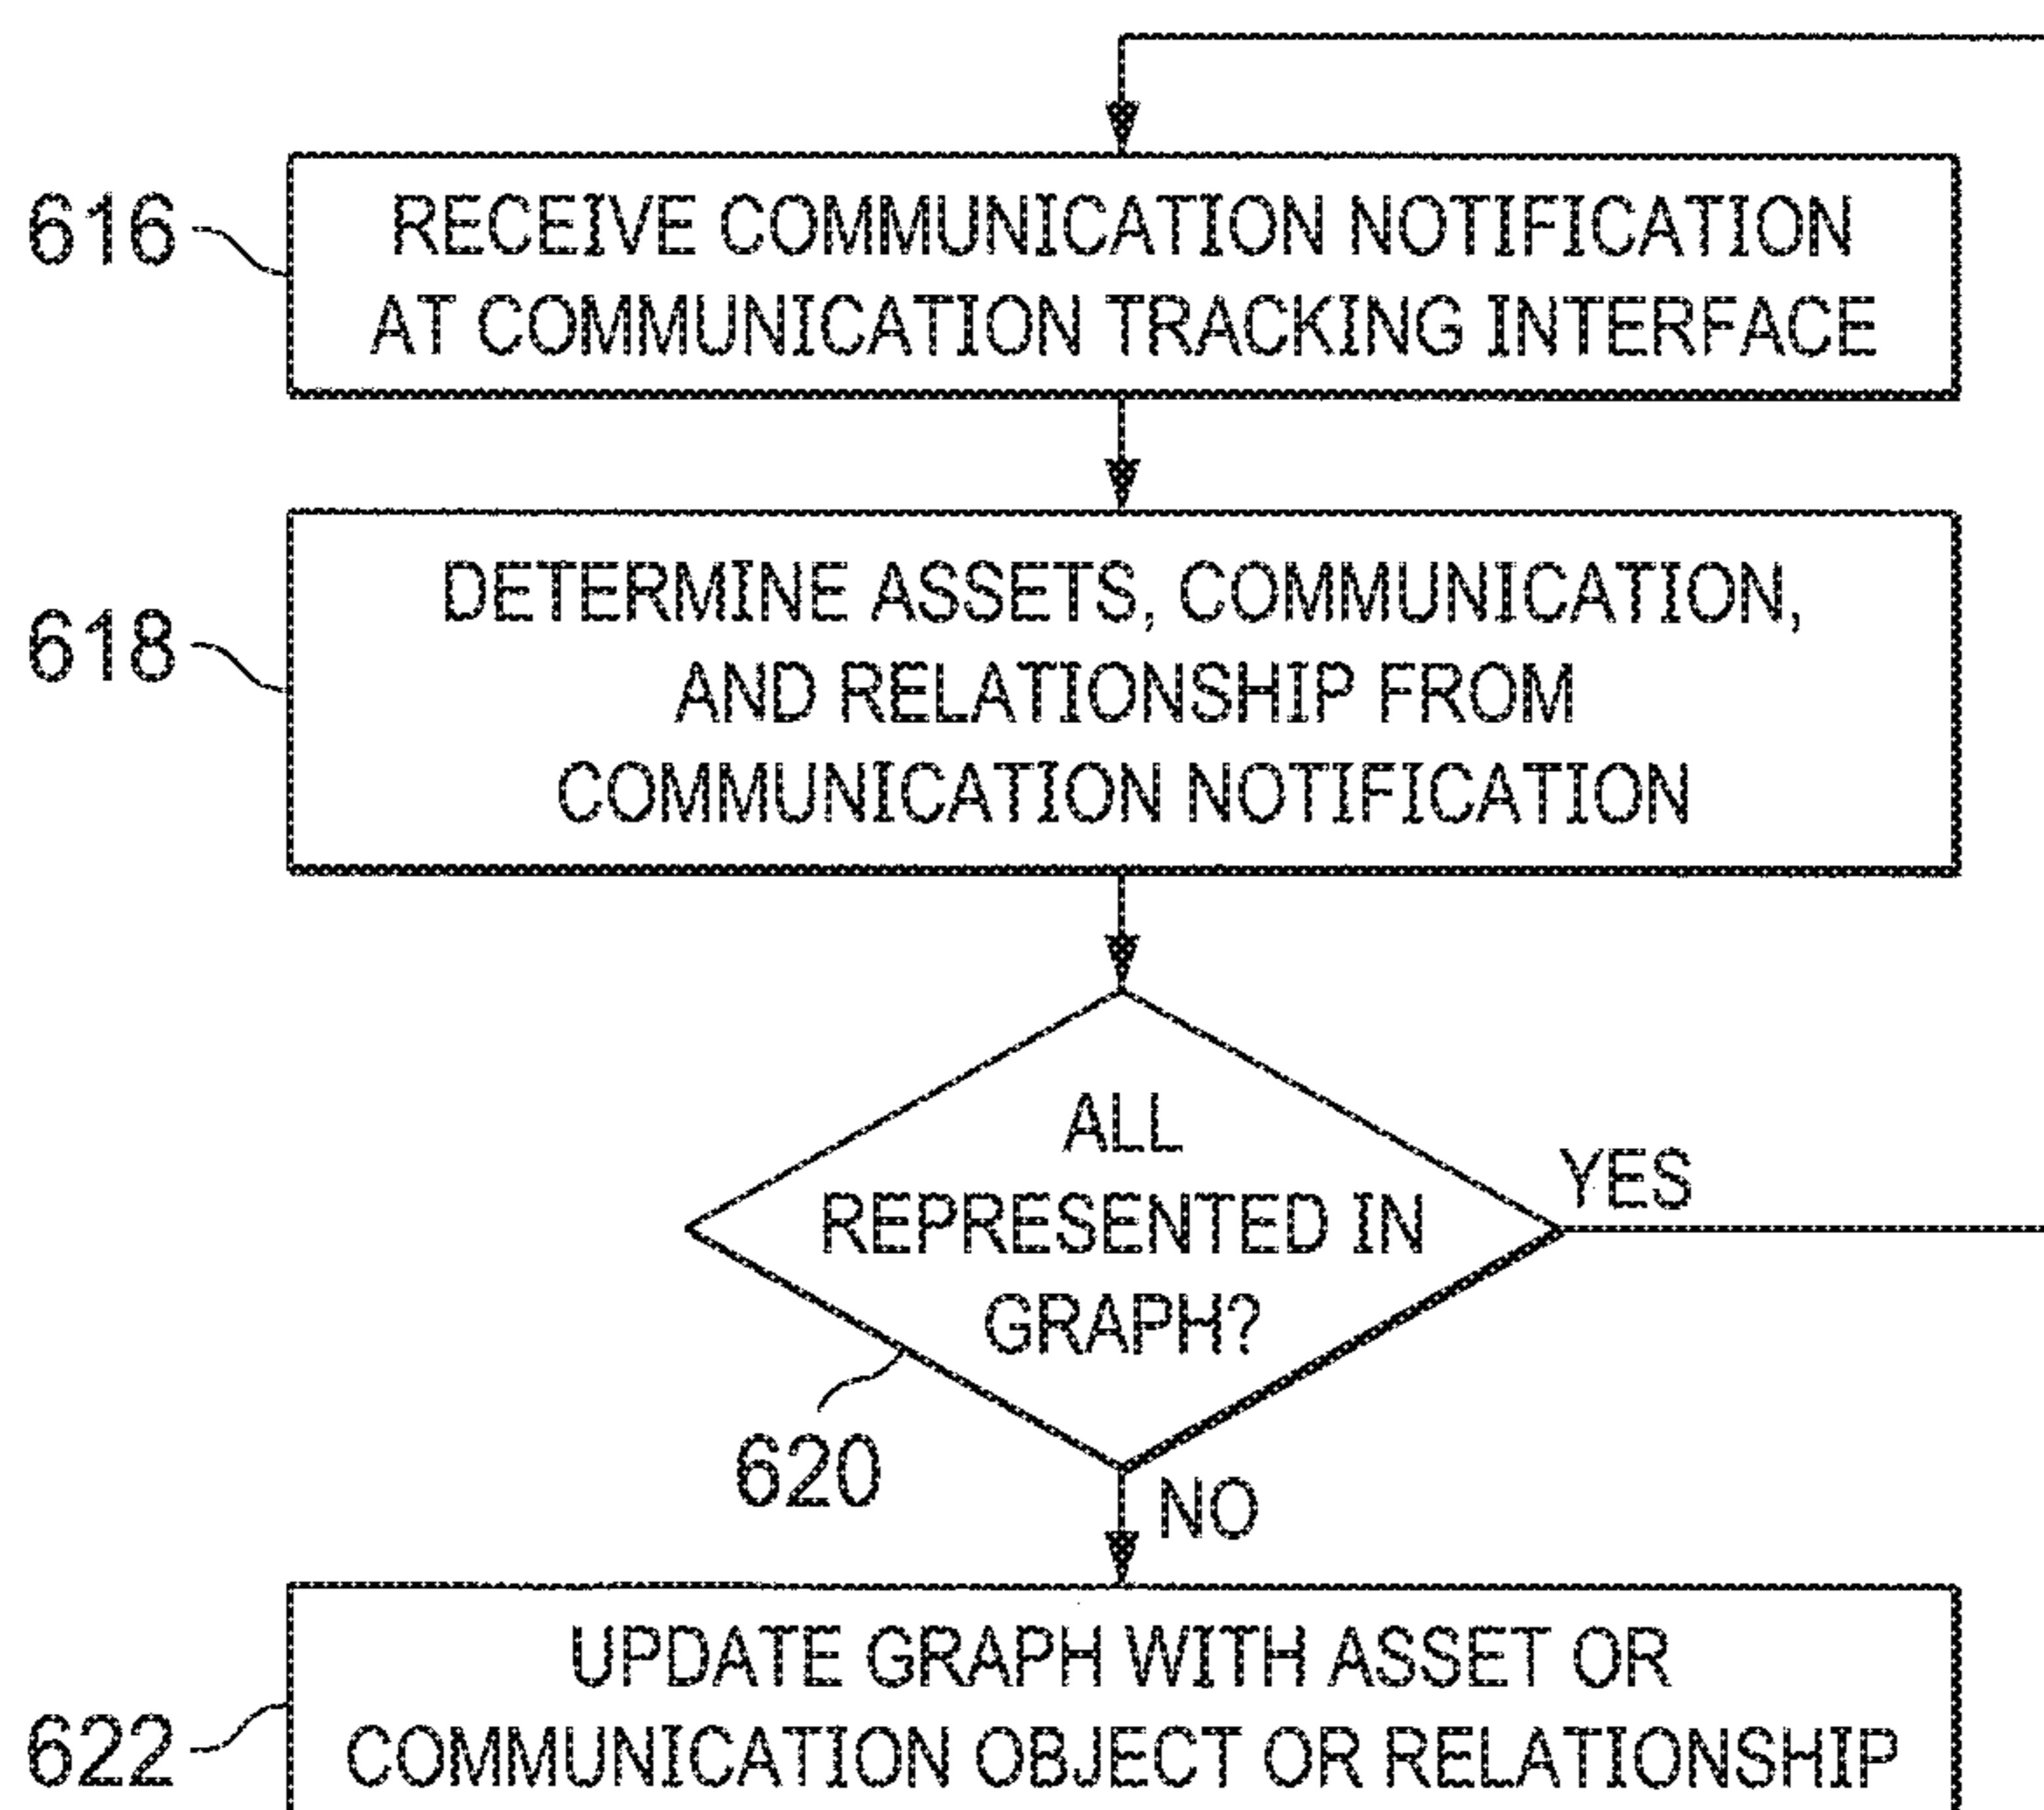 616
RECEIVE COMMUNICATION NOTIFICATION
AT COMMUNICATION TRACKING INTERFACE
618
DETERMINE ASSETS, COMMUNICATION,
AND RELATIONSHIP FROM
COMMUNICATION NOTIFICATION
ALL
REPRESENTED IN
GRAPH?
YES
620
NO
622
UPDATE GRAPH WITH ASSET OR
COMMUNICATION OBJECT OR RELATIONSHIP